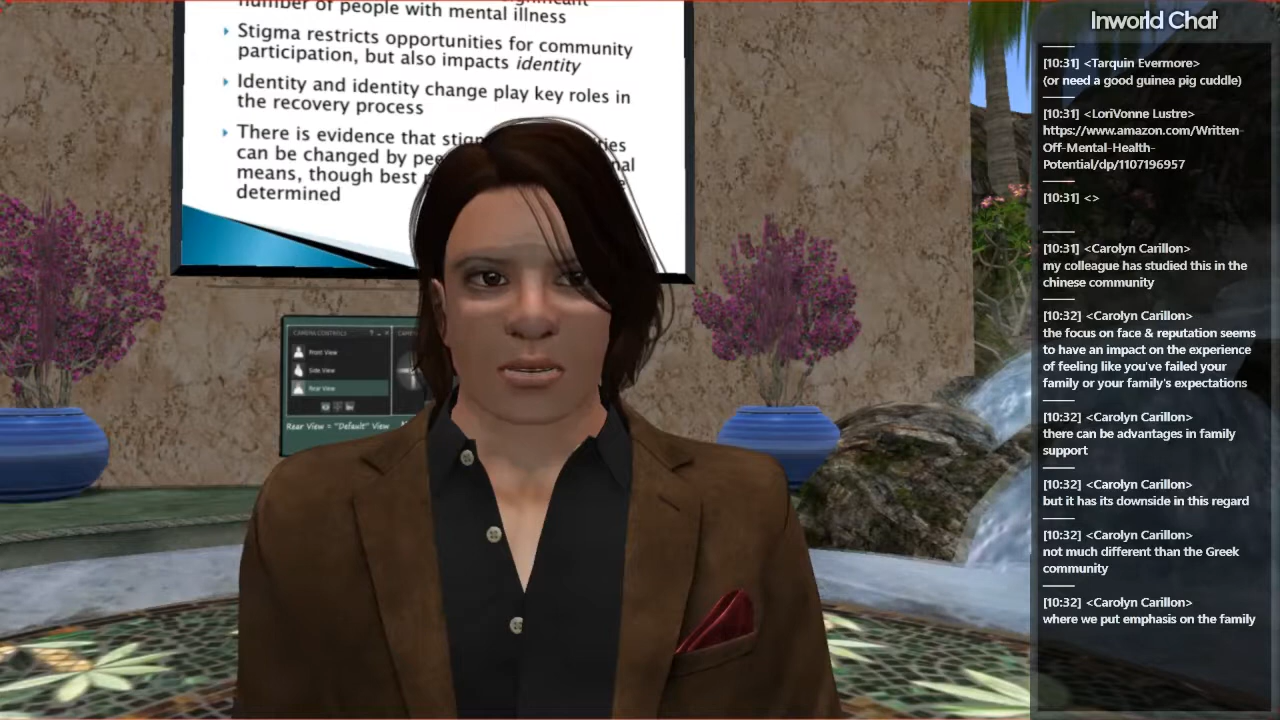 number of people with mental illness
Stigma restricts opportunities for community
participation, but also impacts identity
Identity and identity change play key roles in
the recovery process
There is evidence that
can be changed by
means, though best
determined
CAMERA CONTROLS
Front View
Side View
Rear View
Rear View = "Default" View
Inworld Chat
[10:31] <Tarquin Evermore>
(or need a good guinea pig cuddle)
[10:31] <LoriVonne Lustre>
https://www.amazon.com/Written-
Off-Mental-Health-
Potential/dp/1107196957
[10:31] <>
[10:31] <Carolyn Carillon>
my colleague has studied this in the
chinese community
[10:32] <Carolyn Carillon>
the focus on face & reputation seems
to have an impact on the experience
of feeling like you've failed your
family or your family's expectations
[10:32] <Carolyn Carillon>
there can be advantages in family
support
[10:32] <Carolyn Carillon>
but it has its downside in this regard
[10:32] <Carolyn Carillon>
not much different than the Greek
community
[10:32] <Carolyn Carillon>
where we put emphasis on the family